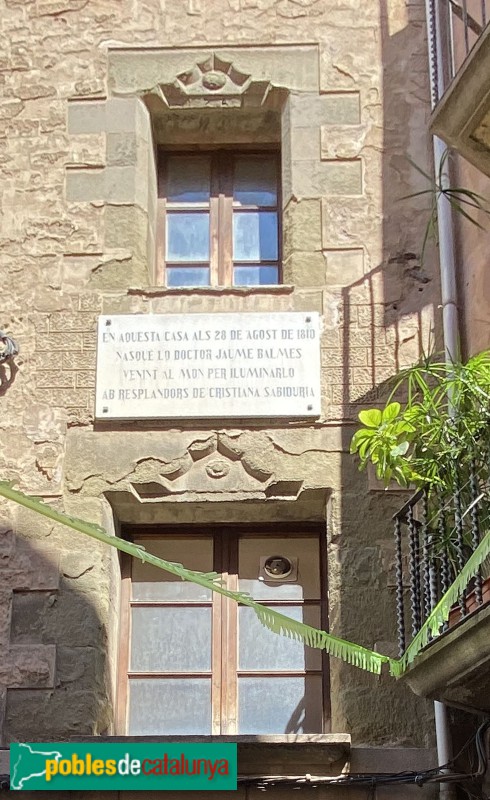 EN AQUESTA CASA ALS 28 DE AGOST DE 1810
NASQUÉ LO DOCTOR JAUME BALMES
VENINT AL MON PER ILUMINARLO
AB RESPLANDORS DE CRISTIANA SABIDURIA
poblesdecatalunya